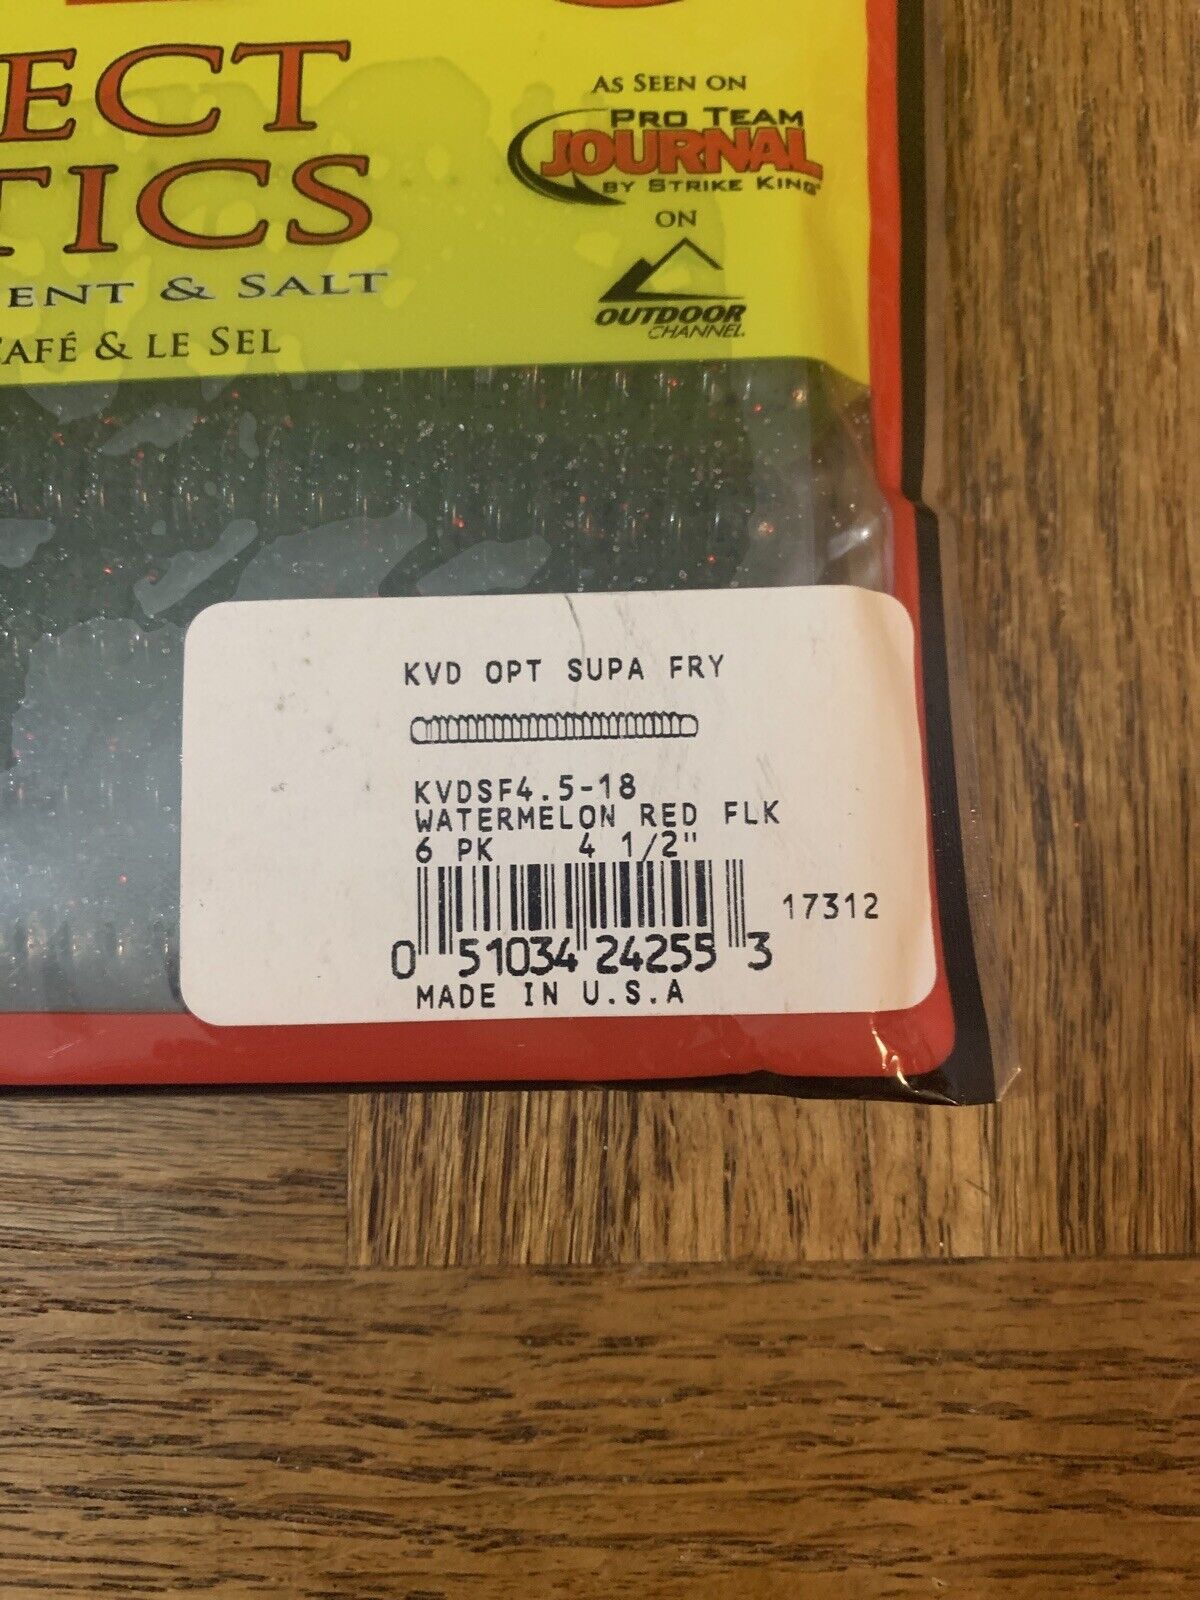 ECT
TICS
ENT & SALT
CAFÉ & LE SEL
AS SEEN ON
PRO TEAM
JOURNAL
BY STRIKE KING®
ON
OUTDOOR
CHANNEL.
KVD OPT SUPA FRY
KVDSF4.5-18
WATERMELON RED FLK
6 PK 4 1/2"
17312
0 51034 24255 3
MADE IN U.S.A